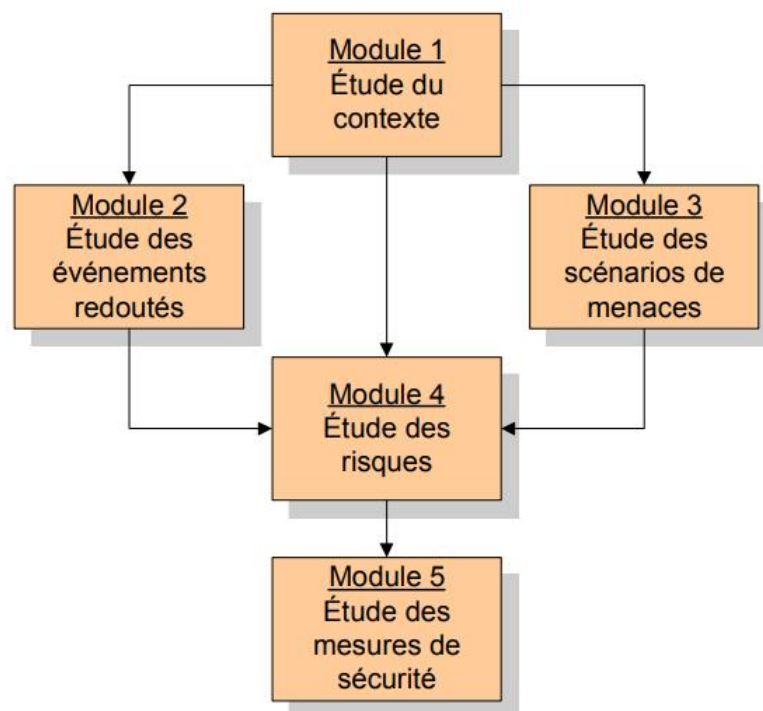 Module 1
Étude du
contexte
Module 2
Étude des
événements
redoutés
Module 3
Étude des
scénarios de
menaces
Module 4
Étude des
risques
Module 5
Étude des
mesures de
sécurité